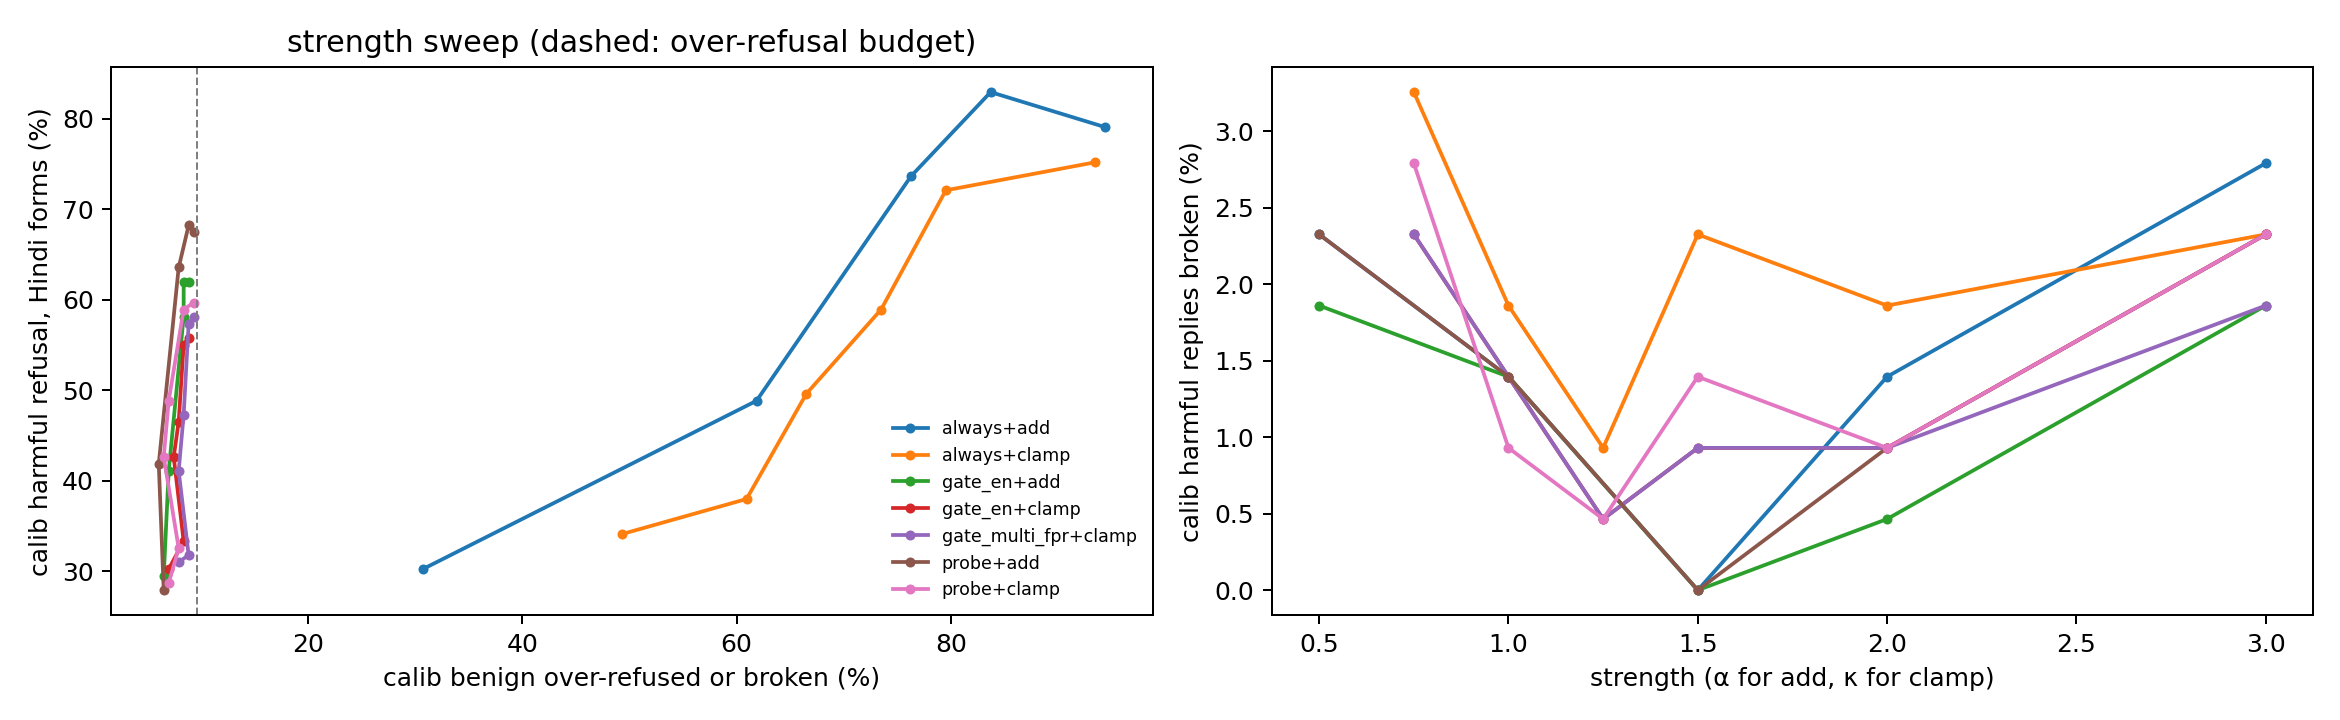 strength sweep (dashed: over-refusal budget)
calib harmful refusal, Hindi forms (%)
80
70
60
50
40
30
20
40
60
80
calib benign over-refused or broken (%)
always+add
always+clamp
gate_en+add
gate_en+clamp
gate_multi_fpr+clamp
probe+add
probe+clamp
calib harmful replies broken (%)
3.0
2.5
2.0
1.5
1.0
0.5
0.0
0.5
1.0
1.5
2.0
2.5
3.0
strength (α for add, κ for clamp)